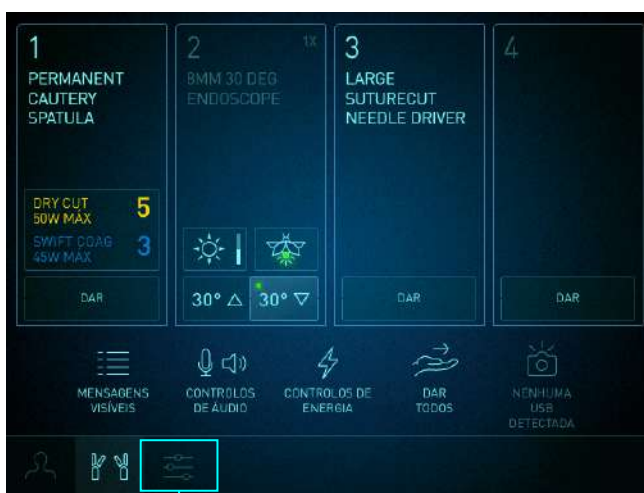 1
PERMANENT
CAUTERY
SPATULA
DRY CUT
50W MÁX
5
SWIFT COAG
45W MÁX
3
DAR
2
1X
8MM 30 DEG
ENDOSCOPE
30°
30°
3
LARGE
SUTURECUT
NEEDLE DRIVER
DAR
4
DAR
MENSAGENS
VISÍVEIS
CONTROLOS
DE ÁUDIO
CONTROLOS DE
ENERGIA
DAR
TODOS
NENHUMA
USB
DETECTADA